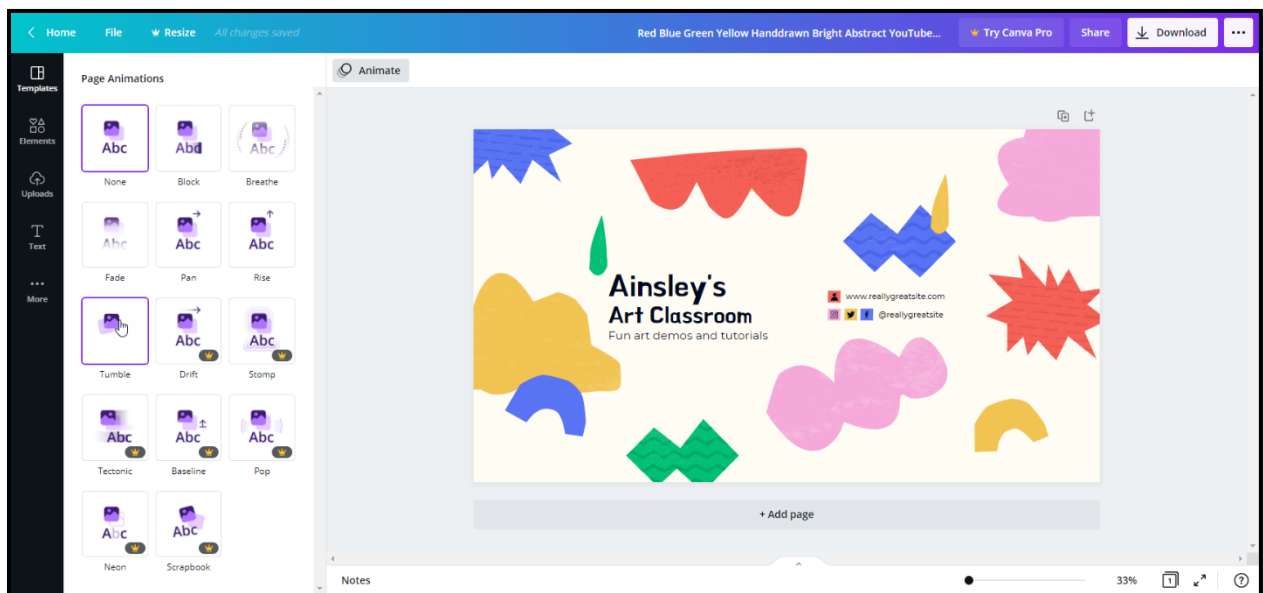 Home File Resize All changes saved Red Blue Green Yellow Handdrawn Bright Abstract YouTube... Try Canva Pro Share Download
Templates
Elements
Uploads
Text
More
Page Animations
Animate
Abc Abc Abc
None Block Breathe
Abc Abc Abc
Fade Pan Rise
Abc Abc
Tumble Drift Stomp
Abc Abc Abc
Tectonic Baseline Pop
Abc Abc
Neon Scrapbook
Ainsley's
Art Classroom
Fun art demos and tutorials
www.reallygreatsite.com
@reallygreatsite
+ Add page
Notes 33% 1 ?